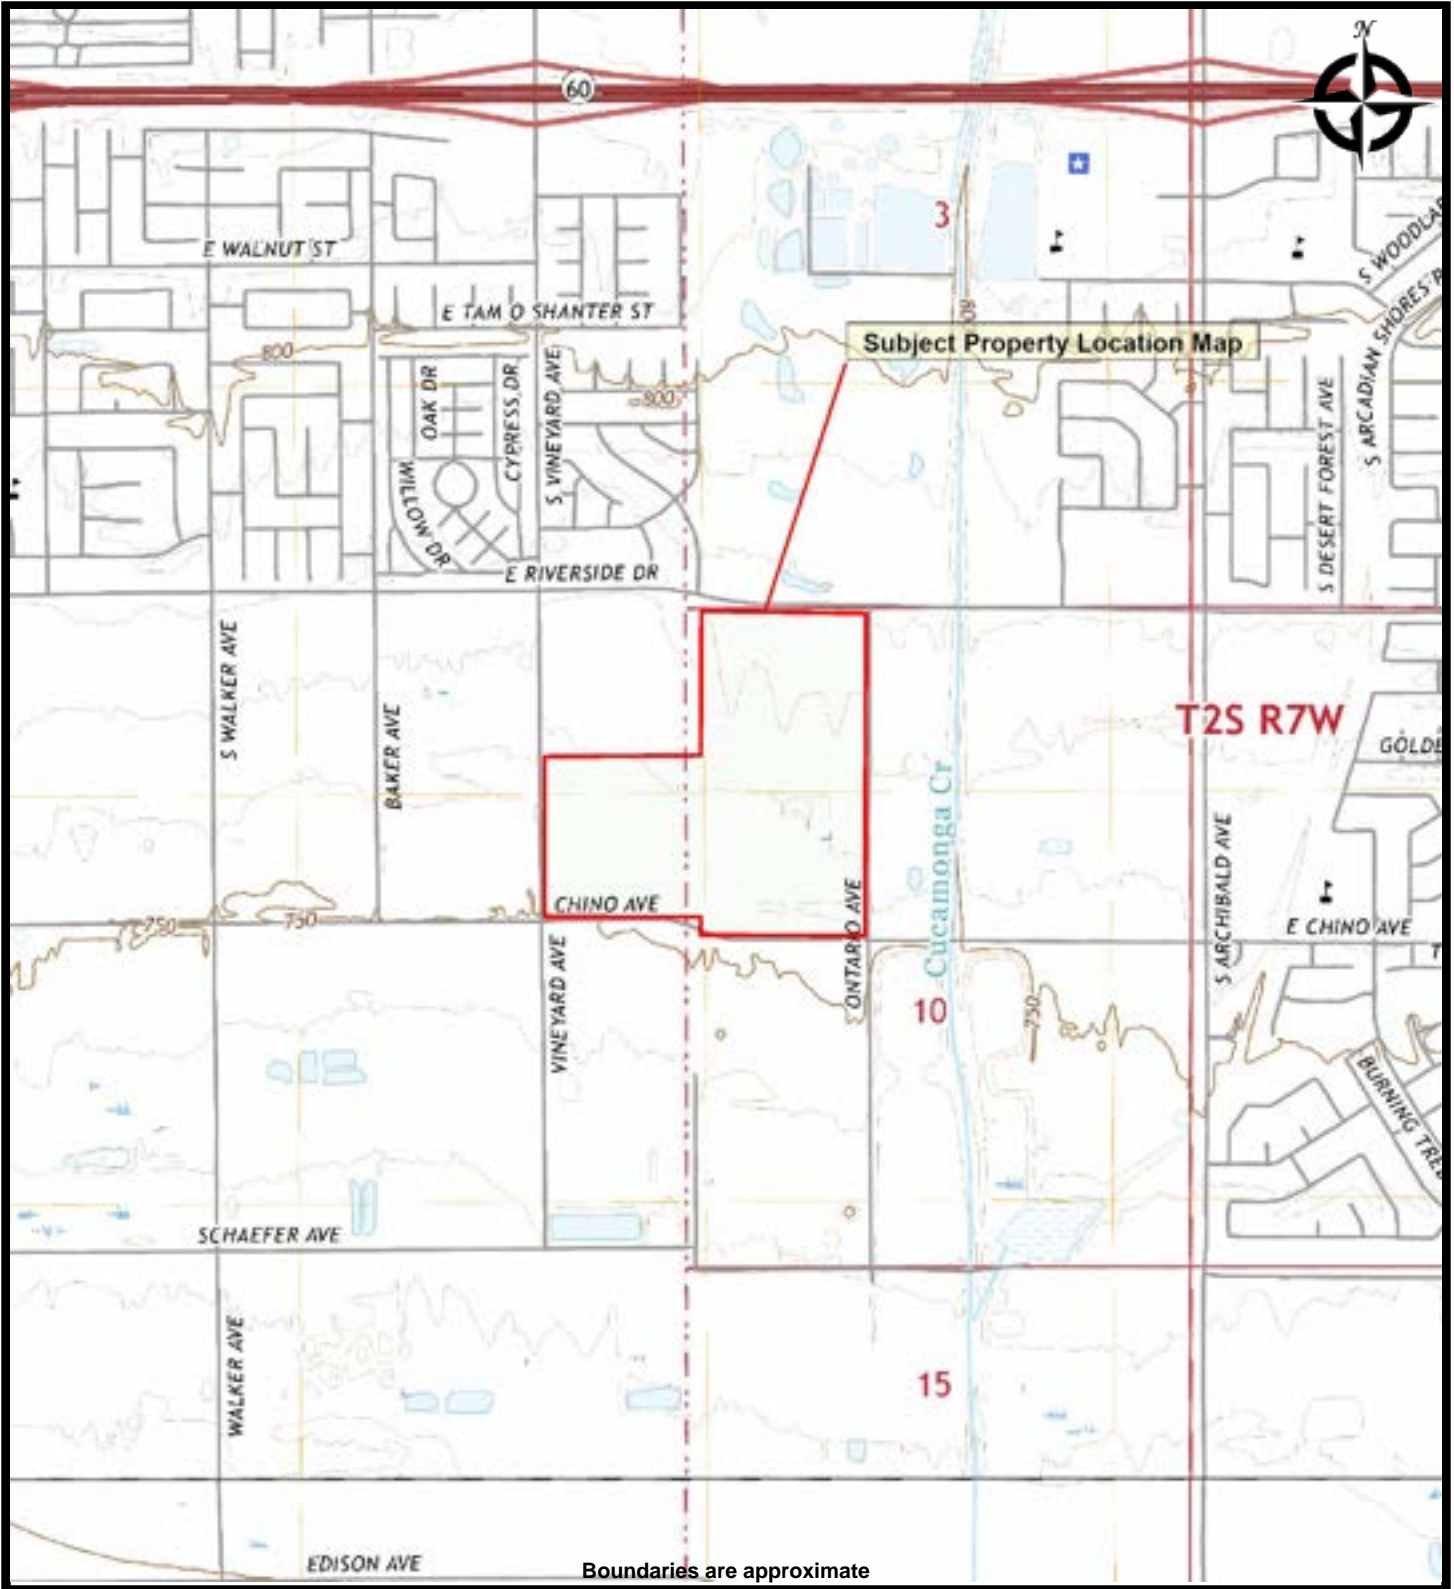 N
60
3
E WALNUT ST
S WOODLA
E TAM O SHANTER ST
S ARCADIAN SHORES R
Subject Property Location Map
800
800
OAK DR
CYPRESS DR
S VINEYARD AVE
WILLOW DR
S DESERT FOREST AVE
E RIVERSIDE DR
S WALKER AVE
BAKER AVE
T2S R7W
GOLDE
Cucamonga Cr
S ARCHIBALD AVE
CHINO AVE
ONTARIO AVE
750
750
E CHINO AVE
T
VINEYARD AVE
10
750
BURNING TREE
SCHAEFER AVE
WALKER AVE
15
EDISON AVE
Boundaries are approximate